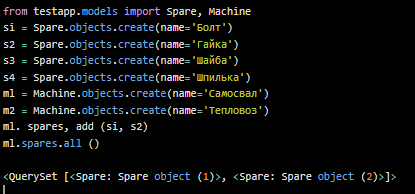 from testapp.models import Spare, Machine
si = Spare.objects.create(name='Болт')
s2 = Spare.objects.create(name='Гайка')
s3 = Spare.objects.create(name='Шайба')
s4 = Spare.objects.create(name='Шпилька')
ml = Machine.objects.create(name='Самосвал')
m2 = Machine.objects.create(name='Тепловоз')
ml. spares, add (si, s2)
ml.spares.all ()
<QuerySet [<Spare: Spare object (1)>, <Spare: Spare object (2)>]>